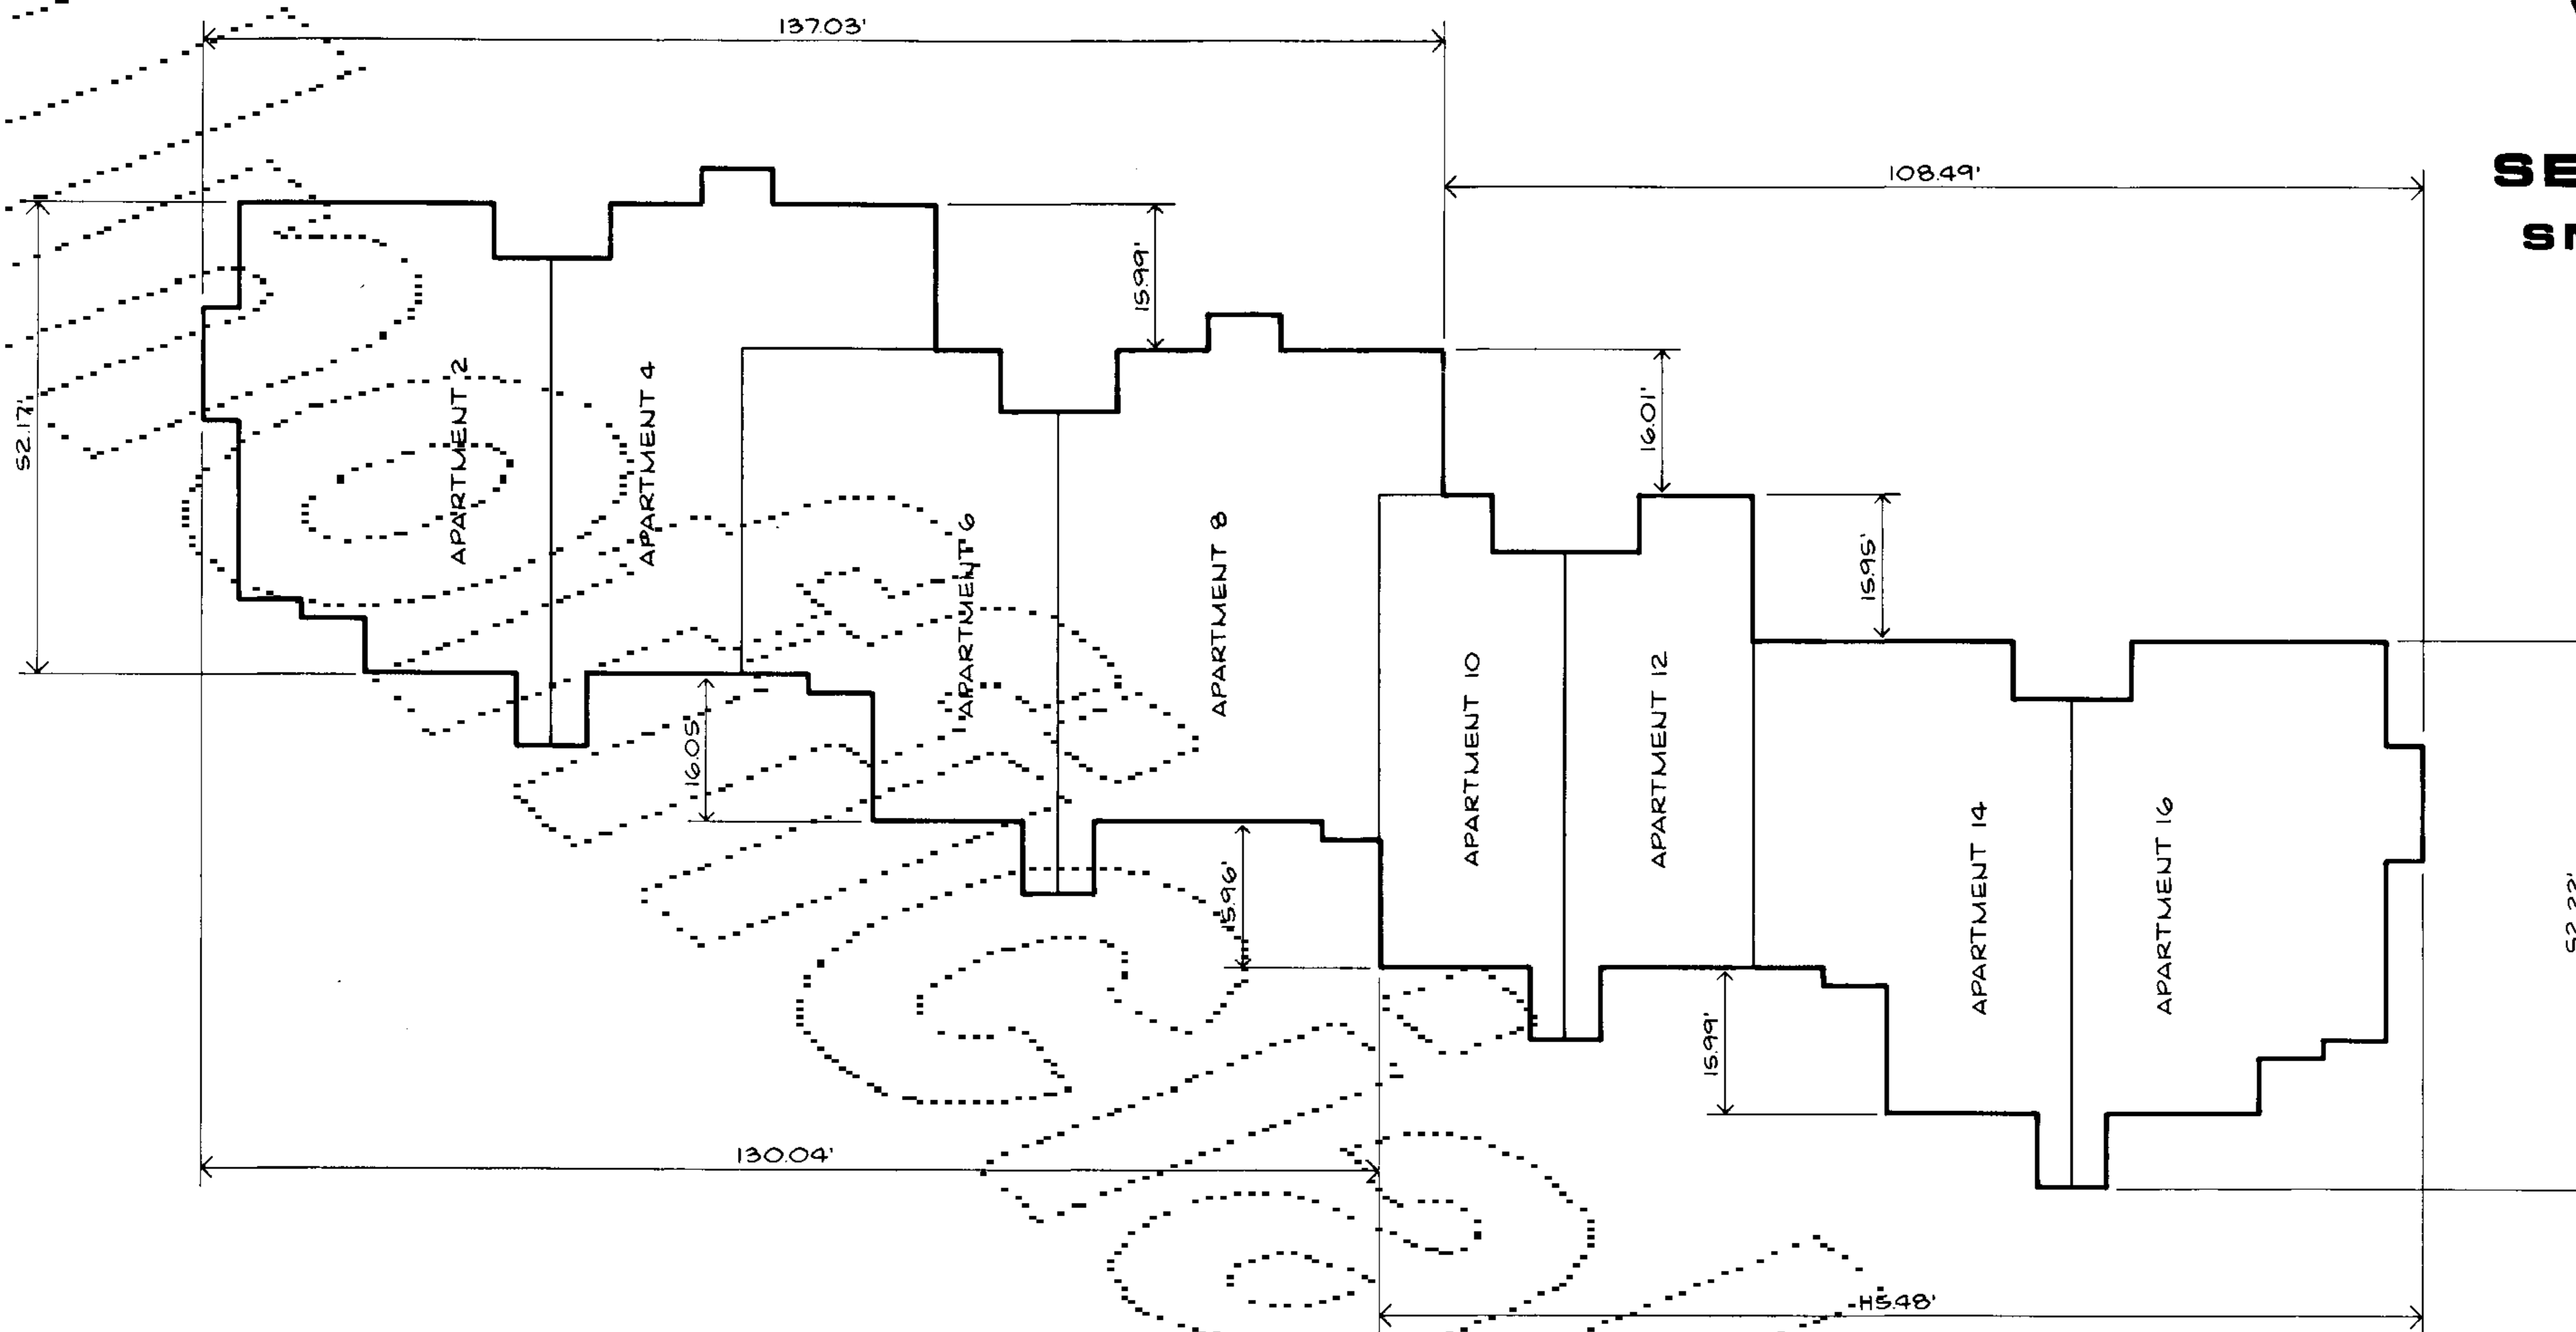 137.03'
108.49'
SE
SN
15.99'
52.17'
APARTMENT 2
APARTMENT 4
16.01'
15.95'
APARTMENT 6
APARTMENT 8
APARTMENT 10
APARTMENT 12
16.05'
15.96'
APARTMENT 14
APARTMENT 16
15.99'
130.04'
115.48'